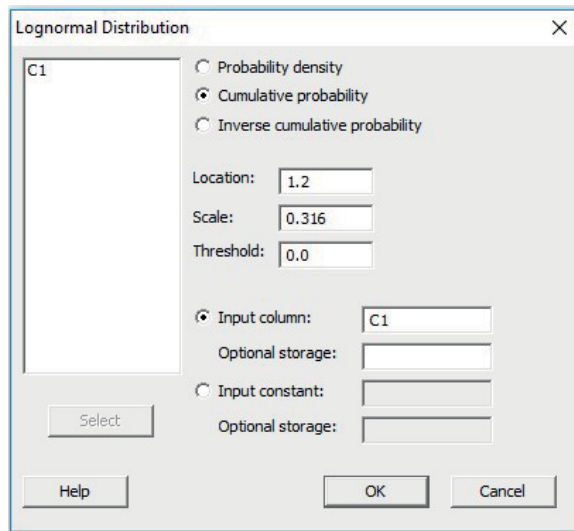 Lognormal Distribution
C1
Probability density
Cumulative probability
Inverse cumulative probability
Location: 1.2
Scale: 0.316
Threshold: 0.0
Input column: C1
Optional storage:
Input constant:
Optional storage:
Select
Help OK Cancel